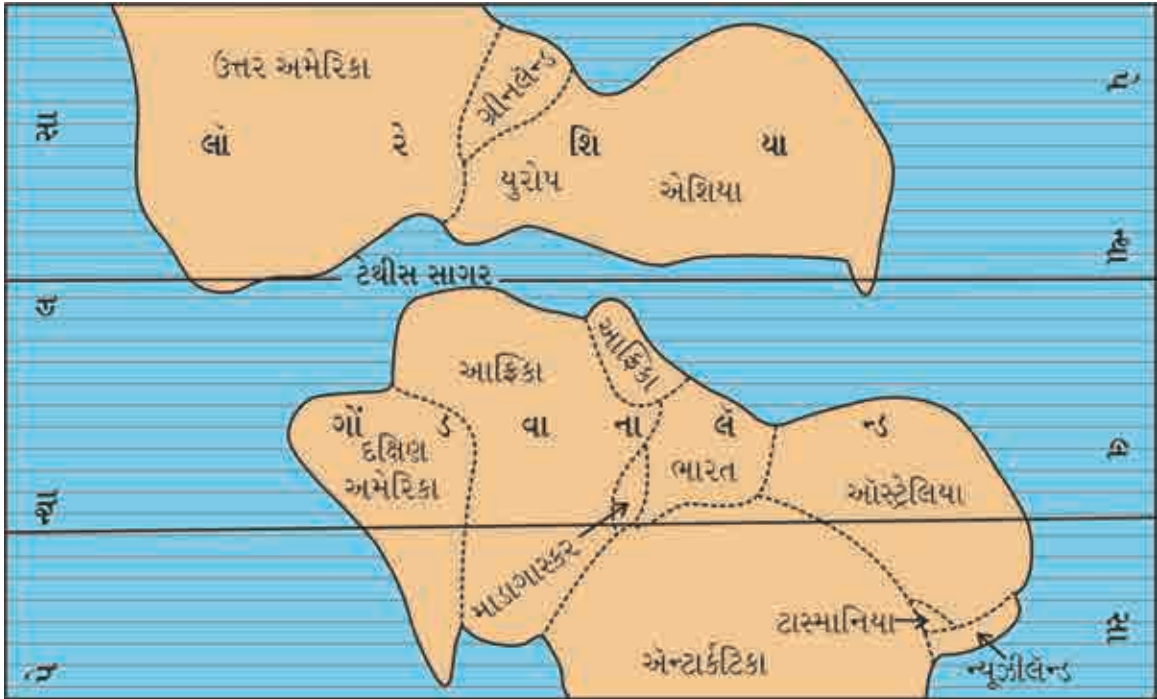 ઉત્તર અમેરિકા
ગ્રીનલૅન્ડ
લૉ રે શિ યા
યુરોપ
એશિયા
ટેથીસ સાગર
આફ્રિકા
આફ્રિકા
ગોં ડ વા ના લૅ ન્ડ
દક્ષિણ
અમેરિકા
ભારત
ઑસ્ટ્રેલિયા
માડાગાસ્કર
ટાસ્માનિયા
ઍન્ટાર્કટિકા
ન્યૂઝીલૅન્ડ
પે ન્થા લ સા
પે ન્થા લ સા